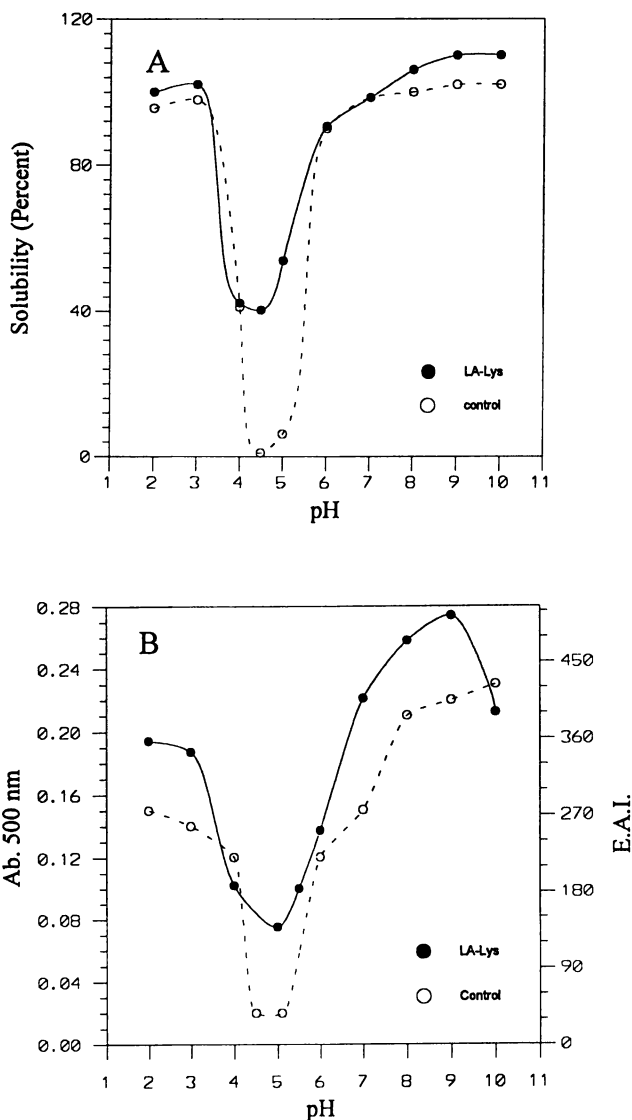 120
A
80
Solubility (Percent)
40
LA-Lys
control
0
1 2 3 4 5 6 7 8 9 10 11
pH
0.28
B
0.24
450
0.20
360
0.16
270
Ab. 500 nm
E.A.I.
0.12
180
0.08
LA-Lys
90
0.04
Control
0.00
0
1 2 3 4 5 6 7 8 9 10 11
pH